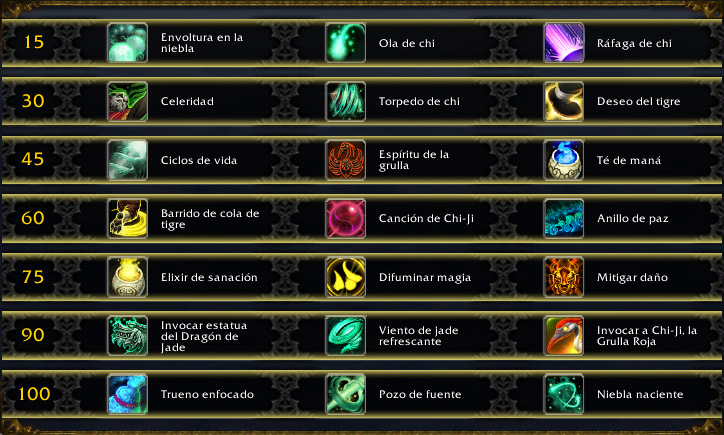 15
Envoltura en la
niebla
Ola de chi
Ráfaga de chi
30
Celeridad
Torpedo de chi
Deseo del tigre
45
Ciclos de vida
Espíritu de la
grulla
Té de maná
60
Barrido de cola de
tigre
Canción de Chi-Ji
Anillo de paz
75
Elixir de sanación
Difuminar magia
Mitigar daño
90
Invocar estatua
del Dragón de
Jade
Viento de jade
refrescante
Invocar a Chi-Ji, la
Grulla Roja
100
Trueno enfocado
Pozo de fuente
Niebla naciente